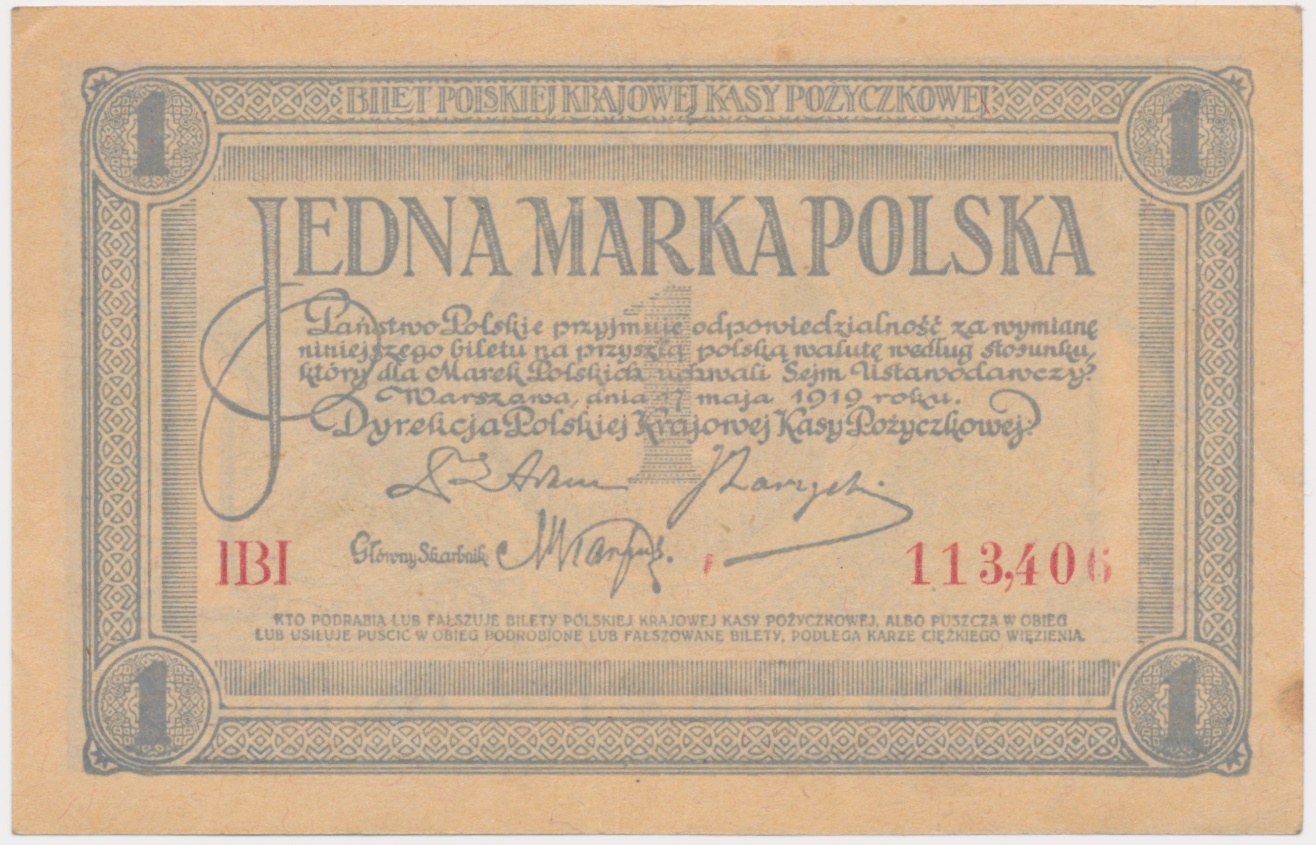 1 BILET POLSKIEJ KRAJOWEJ KASY POŻYCZKOWEJ 1
JEDNA MARKA POLSKA
1
Państwo Polskie przyjmuje odpowiedzialność za wymianę
niniejszego biletu na przyszłą polską walutę według stosunku,
który dla Marek Polskich uchwali Sejm Ustawodawczy.
Warszawa, dnia 17 maja 1919 roku.
Dyrekcja Polskiej Krajowej Kasy Pożyczkowej.
IBI Główny Skarbnik 113,406
KTO PODRABIA LUB FAŁSZUJE BILETY POLSKIEJ KRAJOWEJ KASY POŻYCZKOWEJ, ALBO PUSZCZA W OBIEG
LUB USIŁUJE PUŚCIĆ W OBIEG PODROBIONE LUB FAŁSZOWANE BILETY, PODLEGA KARZE CIĘŻKIEGO WIĘZIENIA.
1 1